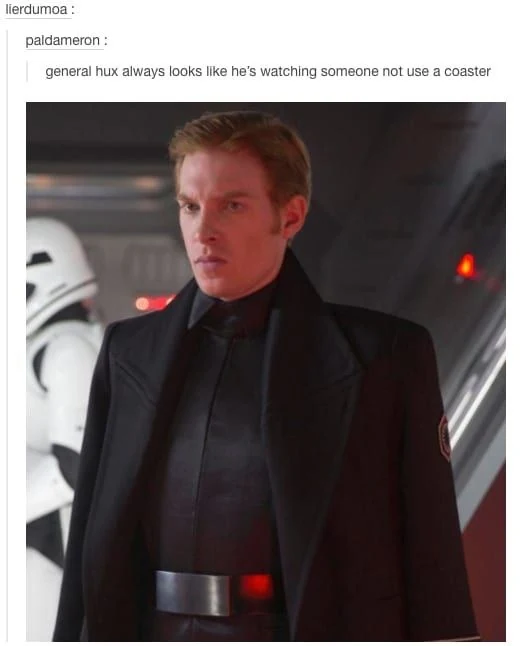 lierdumoa :
paldameron :
general hux always looks like he's watching someone not use a coaster